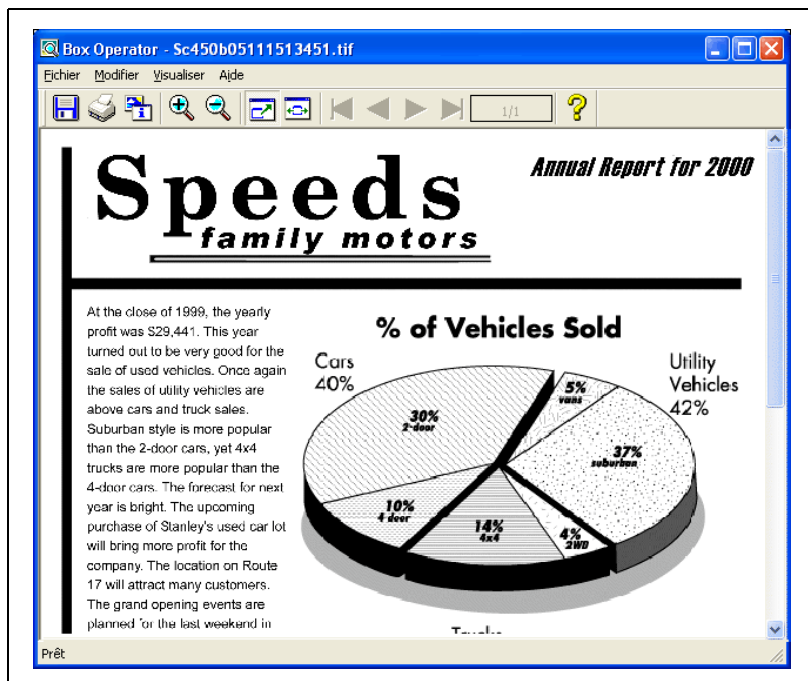 Box Operator - Sc450b05111513451.tif
Fichier Modifier Visualiser Aide
1/1
Speeds
family motors
Annual Report for 2000
At the close of 1999, the yearly
profit was $29,441. This year
turned out to be very good for the
sale of used vehicles. Once again
the sales of utility vehicles are
above cars and truck sales.
Suburban style is more popular
than the 2-door cars, yet 4x4
trucks are more popular than the
4-door cars. The forecast for next
year is bright. The upcoming
purchase of Stanley's used car lot
will bring more profit for the
company. The location on Route
17 will attract many customers.
The grand opening events are
planned for the last weekend in
% of Vehicles Sold
Cars
40%
Utility
Vehicles
42%
5%
vans
30%
2-door
37%
suburban
10%
4 door
14%
4x4
4%
2WD
Trucks
Prêt